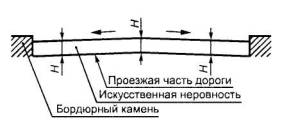 Н
Н
Н
Проезжая часть дороги
Искусственная неровность
Бордюрный камень